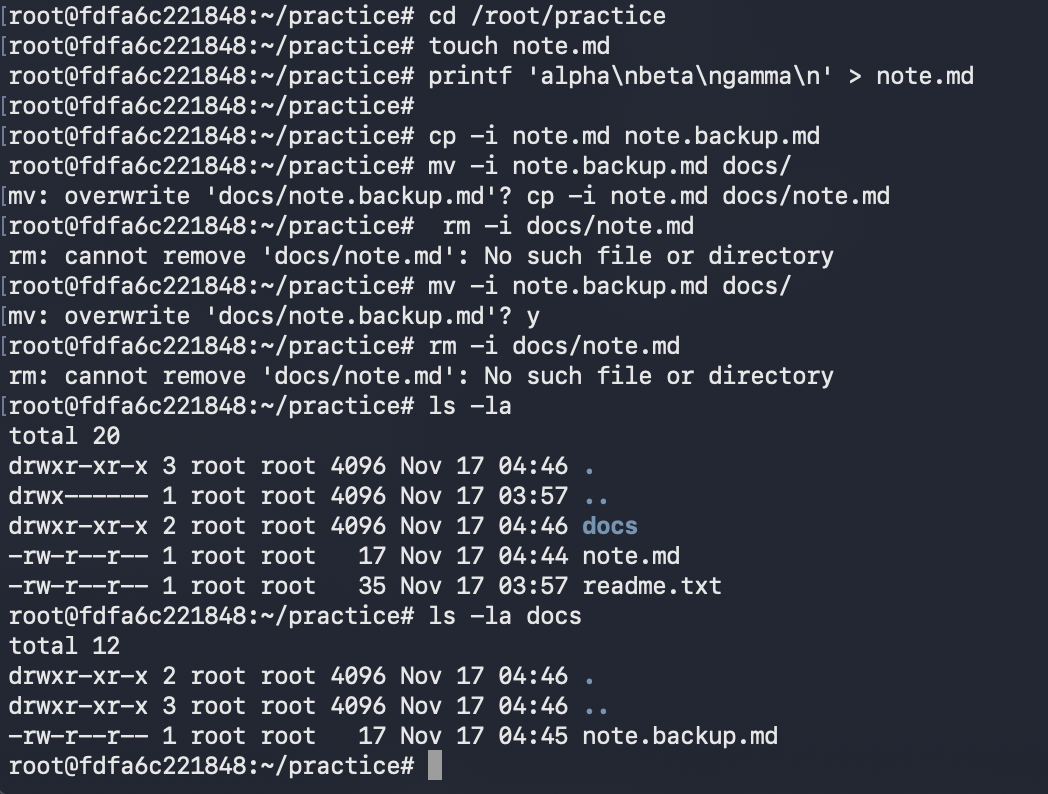 [root@fdfa6c221848:~/practice# cd /root/practice
[root@fdfa6c221848:~/practice# touch note.md
root@fdfa6c221848:~/practice# printf 'alpha\nbeta\ngamma\n' > note.md
[root@fdfa6c221848:~/practice#
[root@fdfa6c221848:~/practice# cp -i note.md note.backup.md
root@fdfa6c221848:~/practice# mv -i note.backup.md docs/
[mv: overwrite 'docs/note.backup.md'? cp -i note.md docs/note.md
[root@fdfa6c221848:~/practice#  rm -i docs/note.md
rm: cannot remove 'docs/note.md': No such file or directory
[root@fdfa6c221848:~/practice# mv -i note.backup.md docs/
[mv: overwrite 'docs/note.backup.md'? y
[root@fdfa6c221848:~/practice# rm -i docs/note.md
rm: cannot remove 'docs/note.md': No such file or directory
[root@fdfa6c221848:~/practice# ls -la
total 20
drwxr-xr-x 3 root root 4096 Nov 17 04:46 .
drwx------ 1 root root 4096 Nov 17 03:57 ..
drwxr-xr-x 2 root root 4096 Nov 17 04:46 docs
-rw-r--r-- 1 root root   17 Nov 17 04:44 note.md
-rw-r--r-- 1 root root   35 Nov 17 03:57 readme.txt
root@fdfa6c221848:~/practice# ls -la docs
total 12
drwxr-xr-x 2 root root 4096 Nov 17 04:46 .
drwxr-xr-x 3 root root 4096 Nov 17 04:46 ..
-rw-r--r-- 1 root root   17 Nov 17 04:45 note.backup.md
root@fdfa6c221848:~/practice#